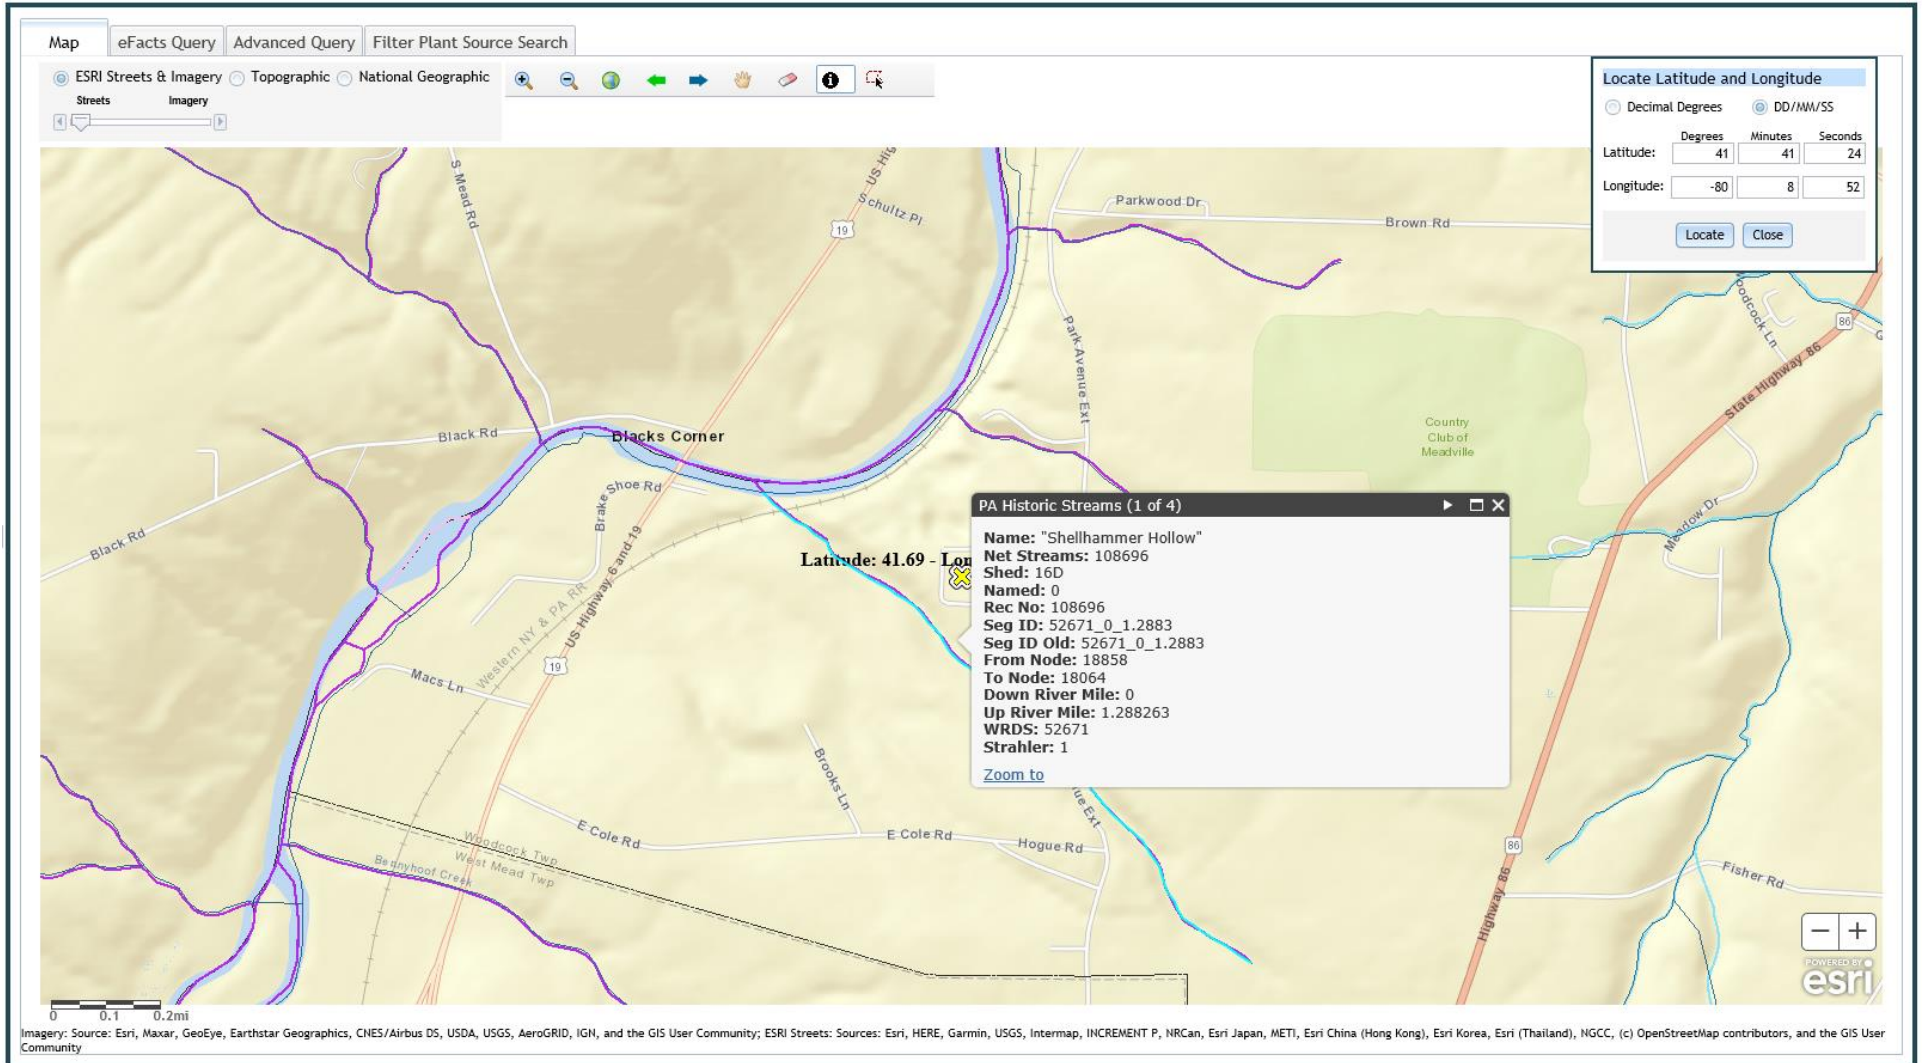 Map
eFacts Query
Advanced Query
Filter Plant Source Search
ESRI Streets & Imagery
Topographic
National Geographic
Streets
Imagery
Locate Latitude and Longitude
Decimal Degrees
DD/MM/SS
Degrees Minutes Seconds
Latitude: 41 41 24
Longitude: -80 8 52
Locate
Close
S Mead Rd
US Hig
Schultz Pl
19
Parkwood Dr
Brown Rd
oodcock Ln
86
G
State Highway 86
Park Avenue Ext
Country
Club of
Meadville
Black Rd
Blacks Corner
Brake Shoe Rd
Black Rd
Meadow Dr
US Highway 6 and 19
Western NY & PA RR
19
Macs Ln
Latitude: 41.69 - Lon
PA Historic Streams (1 of 4)
Name: "Shellhammer Hollow"
Net Streams: 108696
Shed: 16D
Named: 0
Rec No: 108696
Seg ID: 52671_0_1.2883
Seg ID Old: 52671_0_1.2883
From Node: 18858
To Node: 18064
Down River Mile: 0
Up River Mile: 1.288263
WRDS: 52671
Strahler: 1
Zoom to
Brooks Ln
ue Ext
E Cole Rd
E Cole Rd
Hogue Rd
Woodcock Twp
West Mead Twp
Bennyhoof Creek
86
Fisher Rd
Highway 86
POWERED BY
esri
0 0.1 0.2mi
Imagery: Source: Esri, Maxar, GeoEye, Earthstar Geographics, CNES/Airbus DS, USDA, USGS, AeroGRID, IGN, and the GIS User Community; ESRI Streets: Sources: Esri, HERE, Garmin, USGS, Intermap, INCREMENT P, NRCan, Esri Japan, METI, Esri China (Hong Kong), Esri Korea, Esri (Thailand), NGCC, (c) OpenStreetMap contributors, and the GIS User
Community